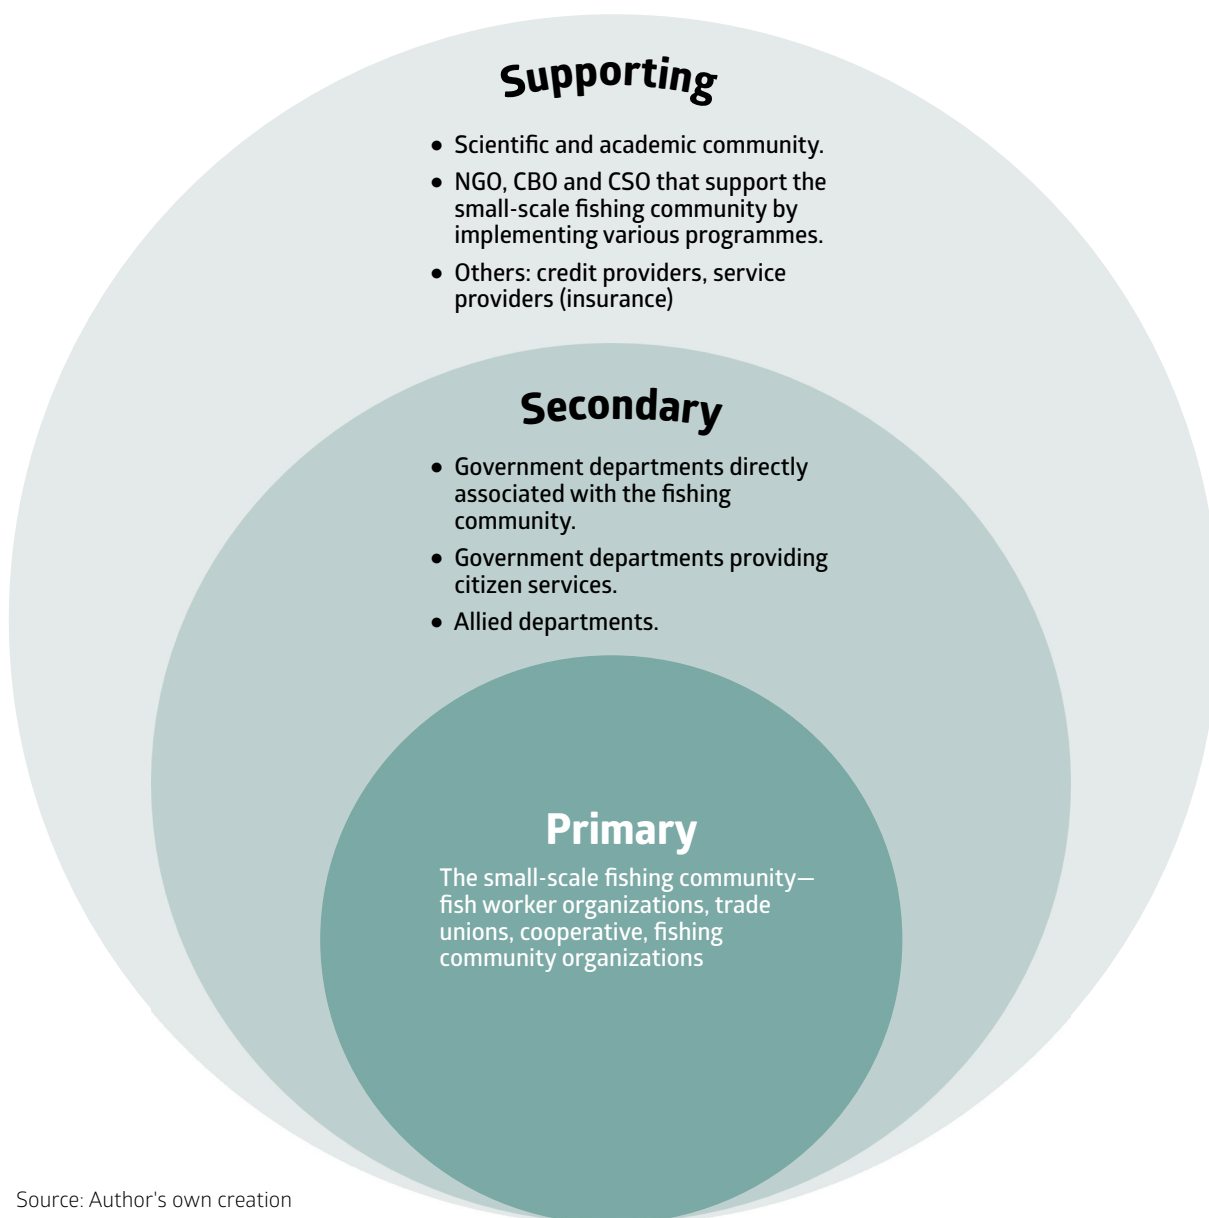 Supporting
• Scientific and academic community.
• NGO, CBO and CSO that support the
small-scale fishing community by
implementing various programmes.
• Others: credit providers, service
providers (insurance)
Secondary
• Government departments directly
associated with the fishing
community.
• Government departments providing
citizen services.
• Allied departments.
Primary
The small-scale fishing community—
fish worker organizations, trade
unions, cooperative, fishing
community organizations
Source: Author's own creation